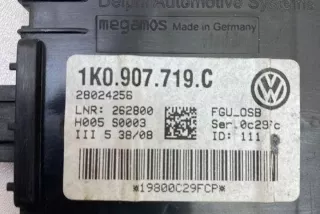 Delphi Automotive Systems
megamos Made in Germany
1K0.907.719.C
28024256
LNR: 262800 FGU_OSB
H005 S0003 Ser.0c29fc
III 5 38/08 ID: 111
*19800C29FCP*